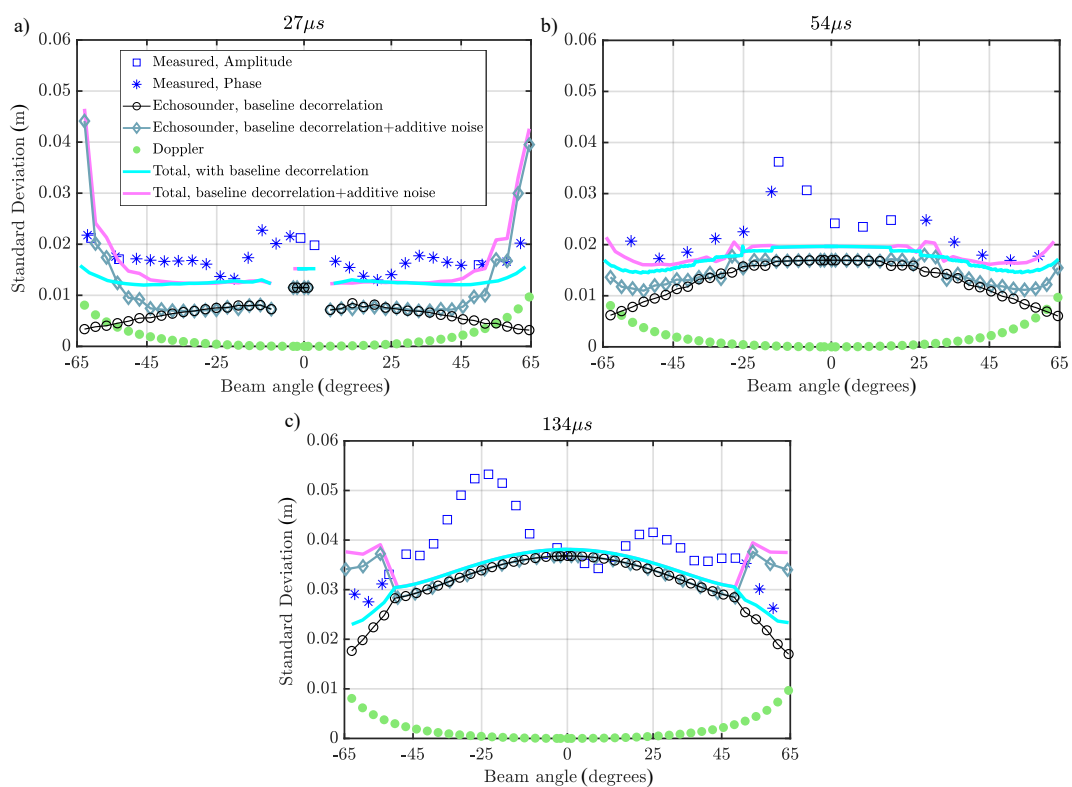 a)
27μs
0.06
0.05
0.04
0.03
0.02
0.01
0
Standard Deviation (m)
Measured, Amplitude
Measured, Phase
Echosounder, baseline decorrelation
Echosounder, baseline decorrelation+additive noise
Doppler
Total, with baseline decorrelation
Total, baseline decorrelation+additive noise
-65 -45 -25 0 25 45 65
Beam angle (degrees)
b)
54μs
0.06
0.05
0.04
0.03
0.02
0.01
0
Standard Deviation (m)
-65 -45 -25 0 25 45 65
Beam angle (degrees)
c)
134μs
0.06
0.05
0.04
0.03
0.02
0.01
0
Standard Deviation (m)
-65 -45 -25 0 25 45 65
Beam angle (degrees)